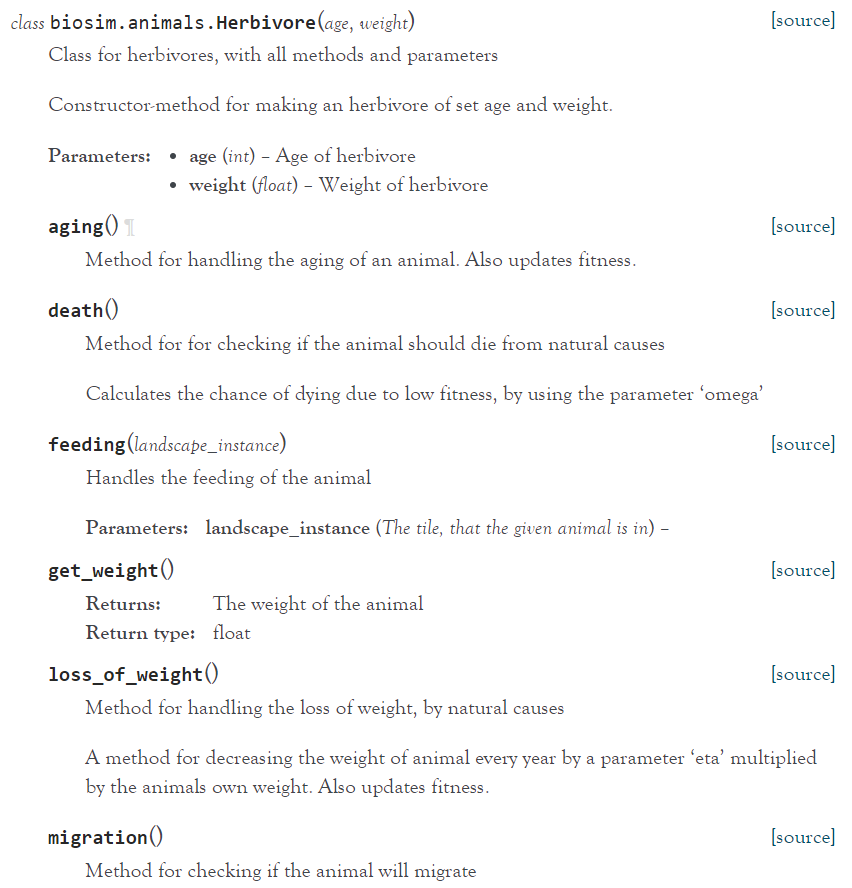 class biosim.animals.Herbivore(age, weight) [source]
Class for herbivores, with all methods and parameters
Constructor-method for making an herbivore of set age and weight.
Parameters: • age (int) – Age of herbivore
• weight (float) – Weight of herbivore
aging() ¶ [source]
Method for handling the aging of an animal. Also updates fitness.
death() [source]
Method for for checking if the animal should die from natural causes
Calculates the chance of dying due to low fitness, by using the parameter ‘omega’
feeding(landscape_instance) [source]
Handles the feeding of the animal
Parameters: landscape_instance (The tile, that the given animal is in) –
get_weight() [source]
Returns: The weight of the animal
Return type: float
loss_of_weight() [source]
Method for handling the loss of weight, by natural causes
A method for decreasing the weight of animal every year by a parameter ‘eta’ multiplied
by the animals own weight. Also updates fitness.
migration() [source]
Method for checking if the animal will migrate